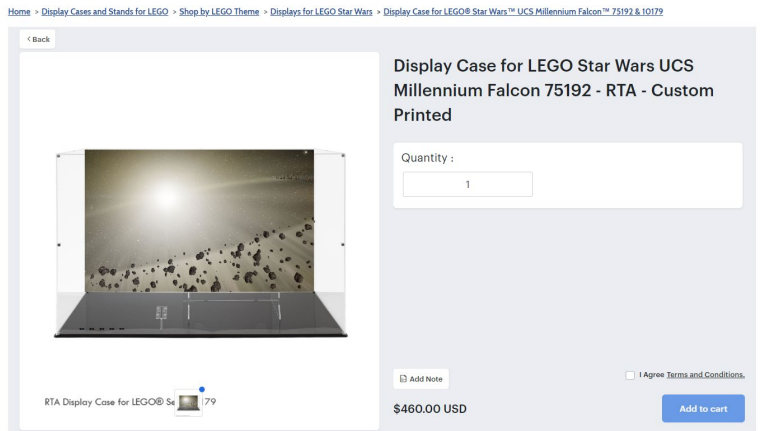 Home > Display Cases and Stands for LEGO > Shop by LEGO Theme > Displays for LEGO Star Wars > Display Case for LEGO® Star Wars™ UCS Millennium Falcon™ 75192 & 10179
< Back
Display Case for LEGO Star Wars UCS
Millennium Falcon 75192 - RTA - Custom
Printed
Quantity :
1
Add Note
I Agree Terms and Conditions.
RTA Display Case for LEGO® Se 79
$460.00 USD
Add to cart